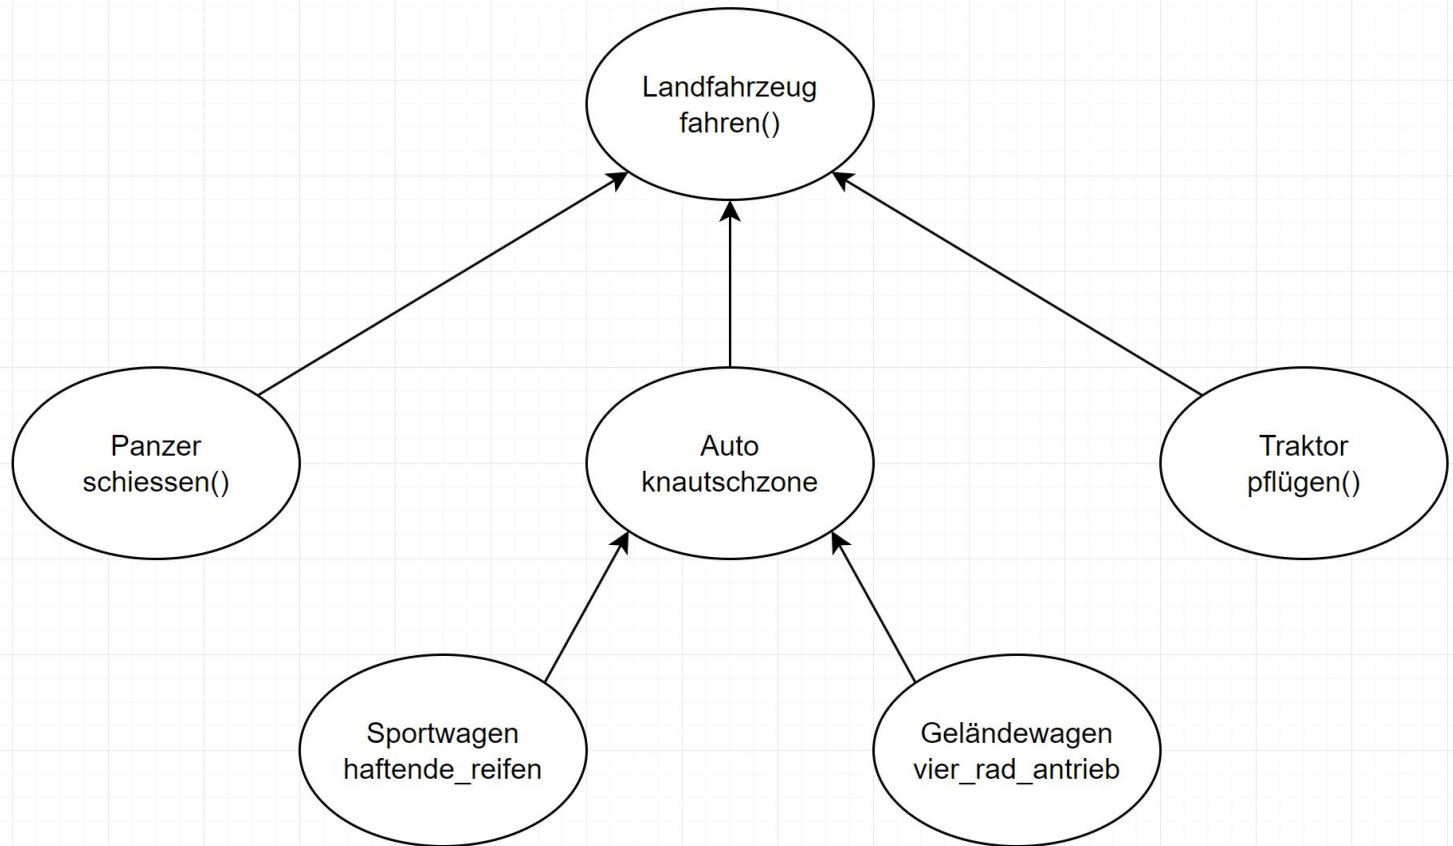 Landfahrzeug
fahren()
Panzer
schiessen()
Auto
knautschzone
Traktor
pflügen()
Sportwagen
haftende_reifen
Geländewagen
vier_rad_antrieb